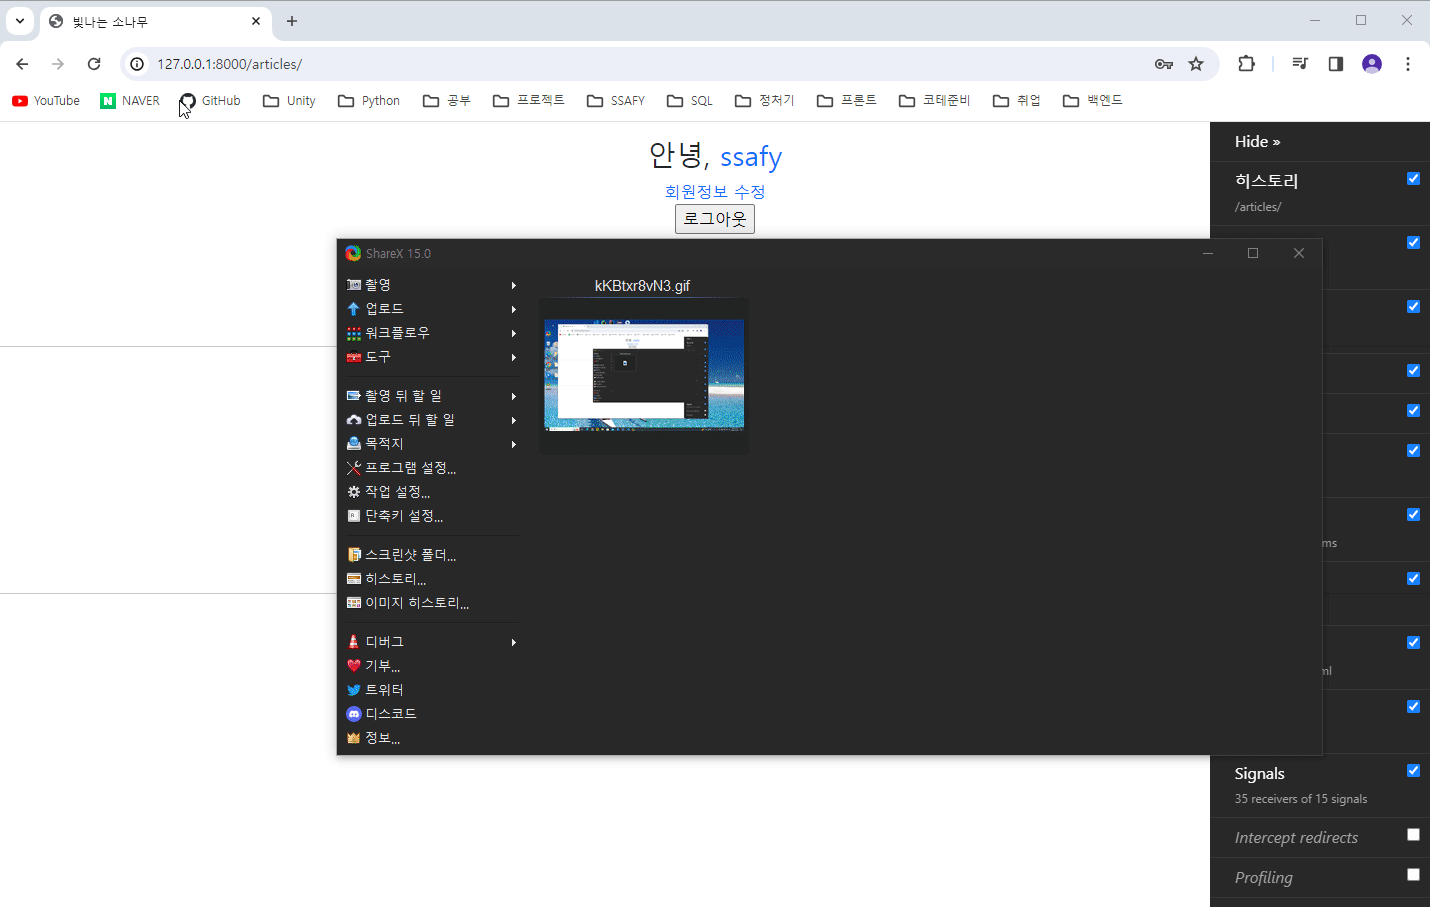 빛나는 소나무
127.0.0.1:8000/articles/
YouTube NAVER GitHub Unity Python 공부 프로젝트 SSAFY SQL 정처기 프론트 코테준비 취업 백엔드
안녕, ssafy
회원정보 수정
로그아웃
Hide »
히스토리
/articles/
ShareX 15.0
촬영
업로드
워크플로우
도구
촬영 뒤 할 일
업로드 뒤 할 일
목적지
프로그램 설정...
작업 설정...
단축키 설정...
스크린샷 폴더...
히스토리...
이미지 히스토리...
디버그
기부...
트위터
디스코드
정보...
kKBtxr8vN3.gif
ms
ml
Signals
35 receivers of 15 signals
Intercept redirects
Profiling